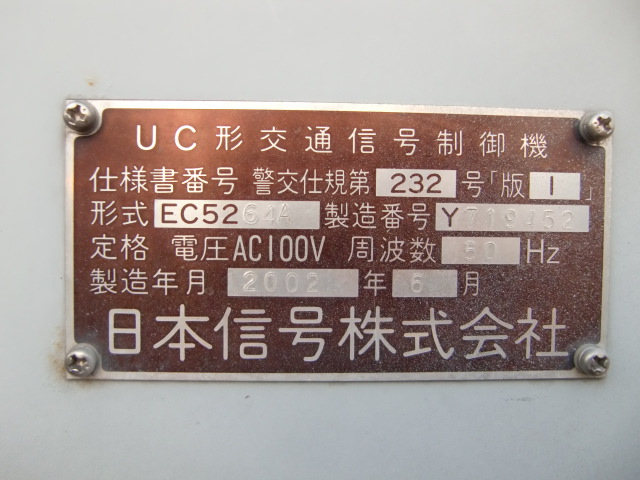 UC形交通信号制御機
仕様書番号 警交仕規第 232 号「版 1 」
形式 EC5264A 製造番号 Y719452
定格 電圧AC100V 周波数 50 Hz
製造年月 2002 年 6 月
日本信号株式会社